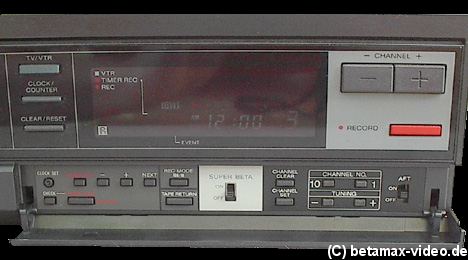 TV/VTR
- CHANNEL +
CLOCK/
COUNTER
VTR
TIMER REC
REC
CLEAR/RESET
12:00 3
RECORD
EVENT
CLOCK SET
NEXT
REC MODE
SUPER BETA
CHANNEL
CLEAR
CHANNEL NO.
10 1
AFT
ON
OFF
CHECK
TAPE RETURN
ON
OFF
CHANNEL
SET
TUNING
- +
(C) betamax-video.de